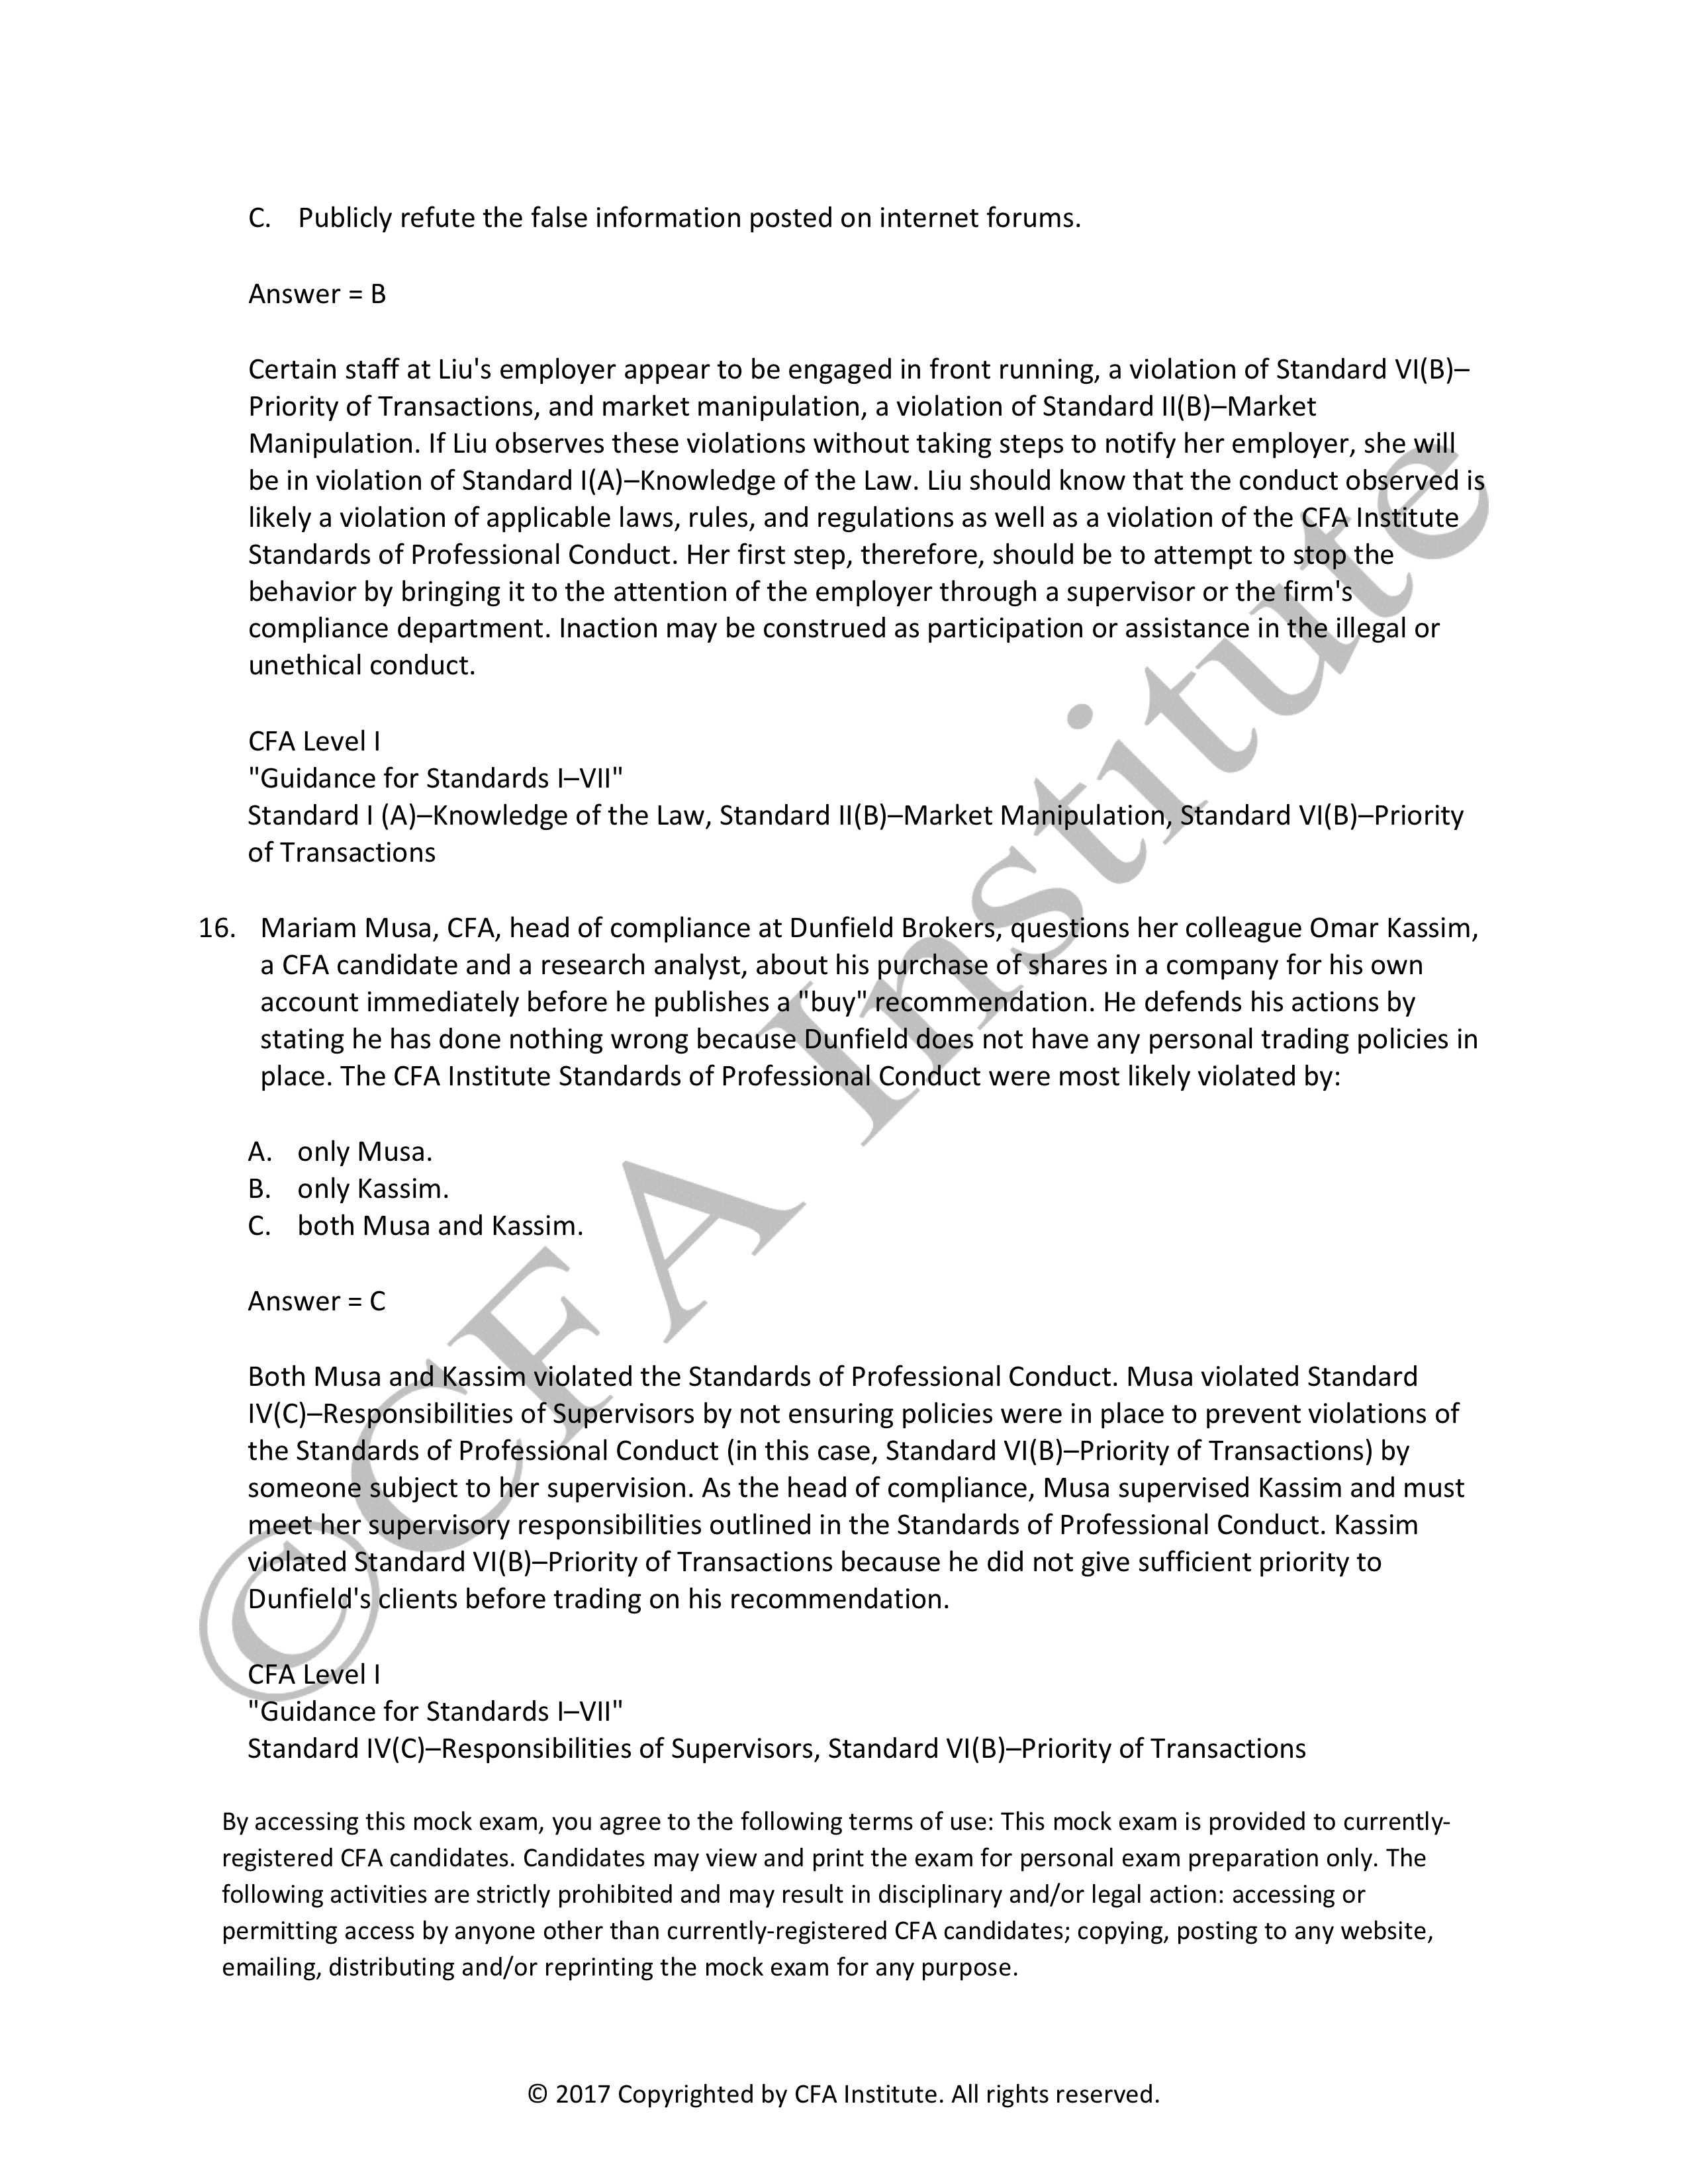 C. Publicly refute the false information posted on internet forums.
Answer = B
Certain staff at Liu's employer appear to be engaged in front running, a violation of Standard VI(B)–
Priority of Transactions, and market manipulation, a violation of Standard II(B)–Market
Manipulation. If Liu observes these violations without taking steps to notify her employer, she will
be in violation of Standard I(A)–Knowledge of the Law. Liu should know that the conduct observed is
likely a violation of applicable laws, rules, and regulations as well as a violation of the CFA Institute
Standards of Professional Conduct. Her first step, therefore, should be to attempt to stop the
behavior by bringing it to the attention of the employer through a supervisor or the firm's
compliance department. Inaction may be construed as participation or assistance in the illegal or
unethical conduct.
CFA Level I
"Guidance for Standards I–VII"
Standard I (A)–Knowledge of the Law, Standard II(B)–Market Manipulation, Standard VI(B)–Priority
of Transactions
16. Mariam Musa, CFA, head of compliance at Dunfield Brokers, questions her colleague Omar Kassim,
a CFA candidate and a research analyst, about his purchase of shares in a company for his own
account immediately before he publishes a "buy" recommendation. He defends his actions by
stating he has done nothing wrong because Dunfield does not have any personal trading policies in
place. The CFA Institute Standards of Professional Conduct were most likely violated by:
A. only Musa.
B. only Kassim.
C. both Musa and Kassim.
Answer = C
Both Musa and Kassim violated the Standards of Professional Conduct. Musa violated Standard
IV(C)–Responsibilities of Supervisors by not ensuring policies were in place to prevent violations of
the Standards of Professional Conduct (in this case, Standard VI(B)–Priority of Transactions) by
someone subject to her supervision. As the head of compliance, Musa supervised Kassim and must
meet her supervisory responsibilities outlined in the Standards of Professional Conduct. Kassim
violated Standard VI(B)–Priority of Transactions because he did not give sufficient priority to
Dunfield's clients before trading on his recommendation.
CFA Level I
"Guidance for Standards I–VII"
Standard IV(C)–Responsibilities of Supervisors, Standard VI(B)–Priority of Transactions
By accessing this mock exam, you agree to the following terms of use: This mock exam is provided to currently-
registered CFA candidates. Candidates may view and print the exam for personal exam preparation only. The
following activities are strictly prohibited and may result in disciplinary and/or legal action: accessing or
permitting access by anyone other than currently-registered CFA candidates; copying, posting to any website,
emailing, distributing and/or reprinting the mock exam for any purpose.
© 2017 Copyrighted by CFA Institute. All rights reserved.
©CFA Institute